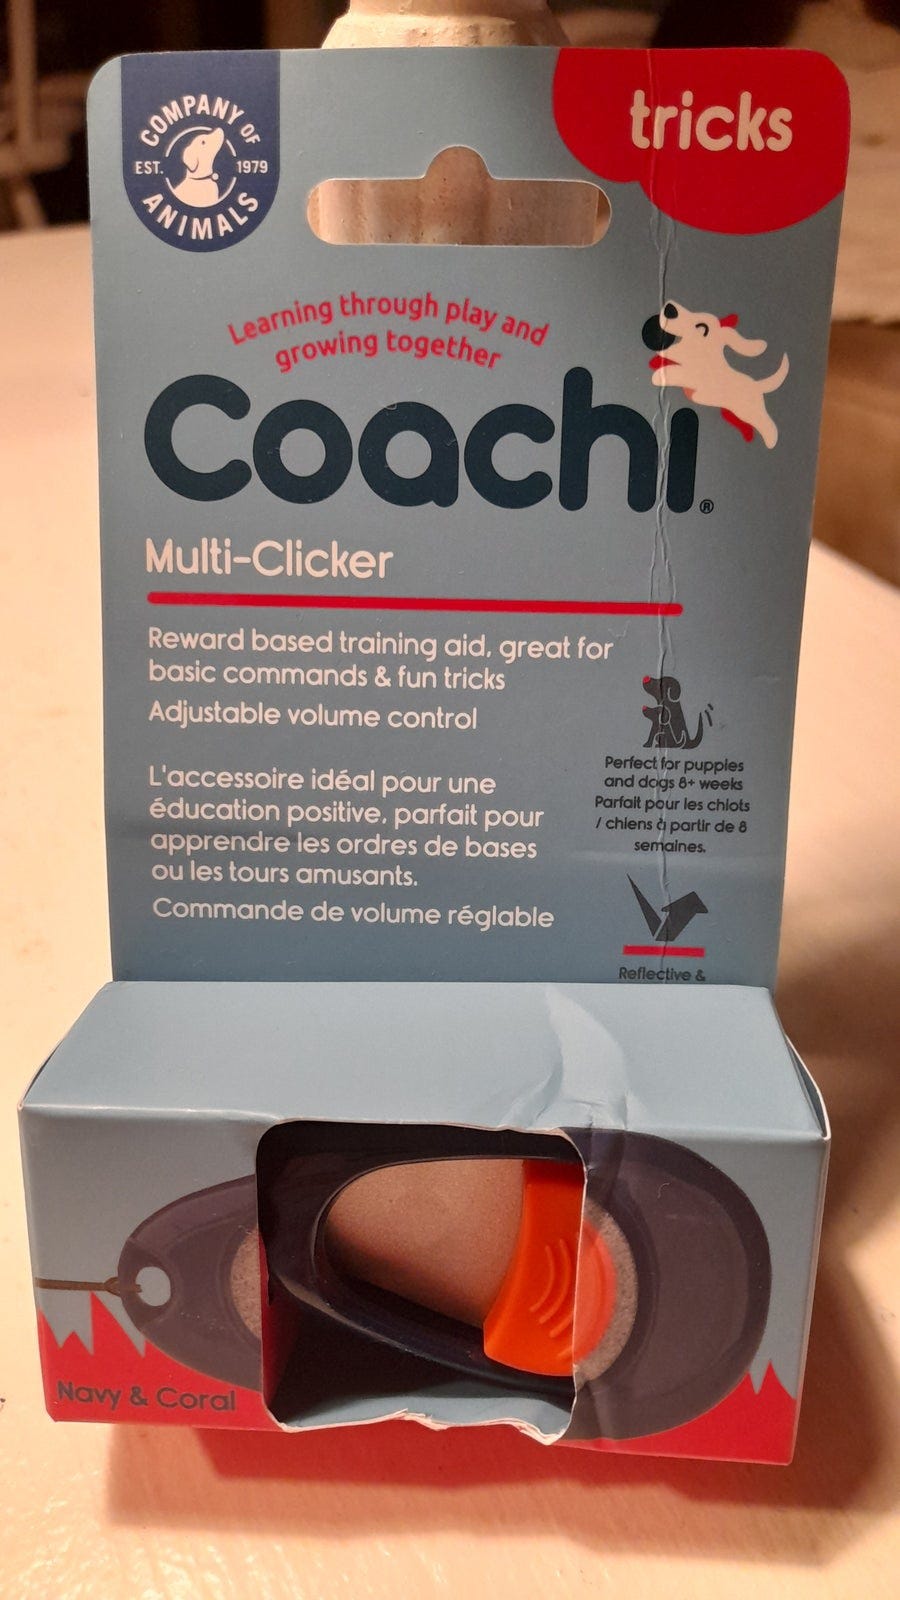 COMPANY OF
EST. 1979
ANIMALS
tricks
Learning through play and
growing together
Coachi®
Multi-Clicker
Reward based training aid, great for
basic commands & fun tricks
Adjustable volume control
L'accessoire idéal pour une
éducation positive, parfait pour
apprendre les ordres de bases
ou les tours amusants.
Commande de volume réglable
Perfect for puppies
and dogs 8+ weeks
Parfait pour les chiots
/ chiens à partir de 8
semaines.
Reflective &
Navy & Coral